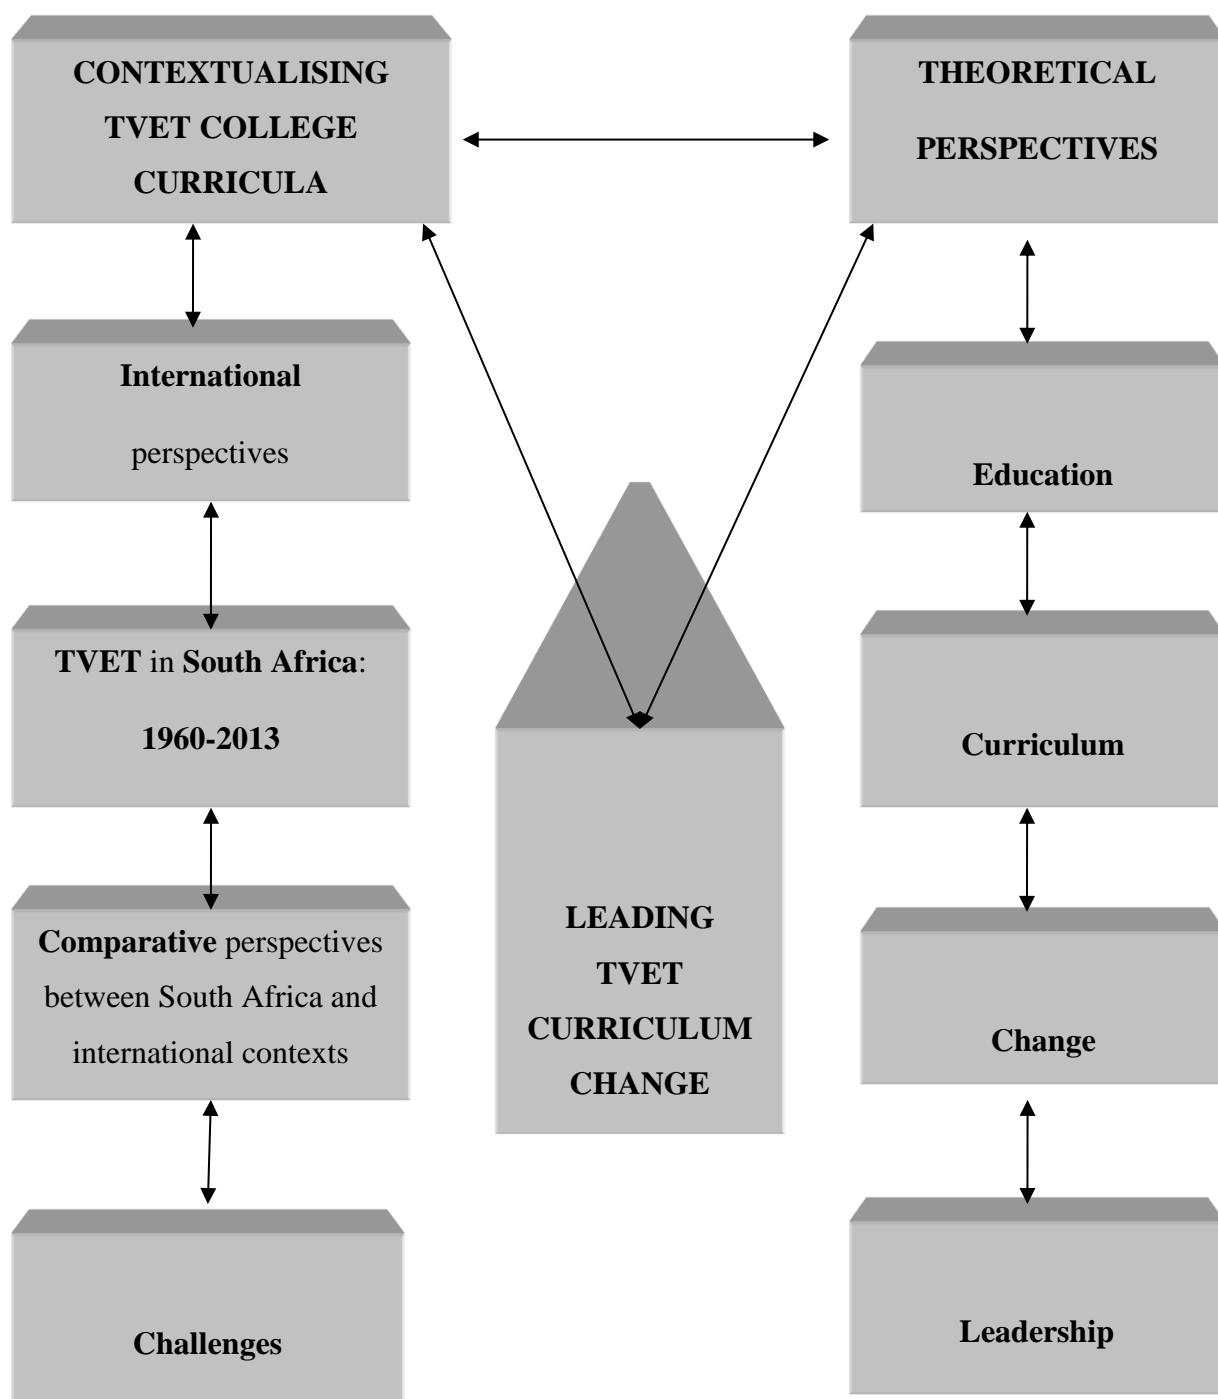 CONTEXTUALISING
TVET COLLEGE
CURRICULA
International
perspectives
TVET in South Africa:
1960-2013
Comparative perspectives
between South Africa and
international contexts
Challenges
LEADING
TVET
CURRICULUM
CHANGE
THEORETICAL
PERSPECTIVES
Education
Curriculum
Change
Leadership